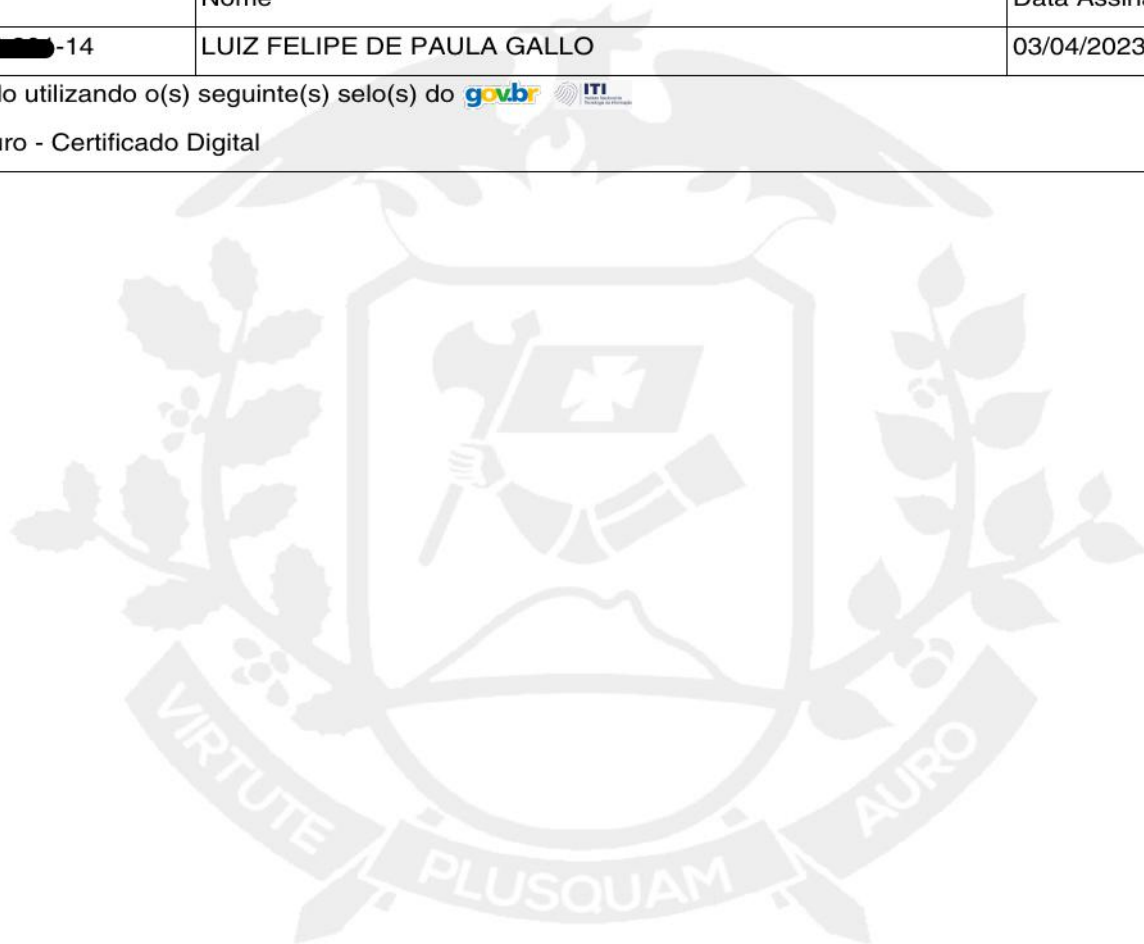 Nome
Data Assina
-14
LUIZ FELIPE DE PAULA GALLO
03/04/2023
do utilizando o(s) seguinte(s) selo(s) do gov.br ITI
uro - Certificado Digital
VIRTUTE
PLUSQUAM
AURO